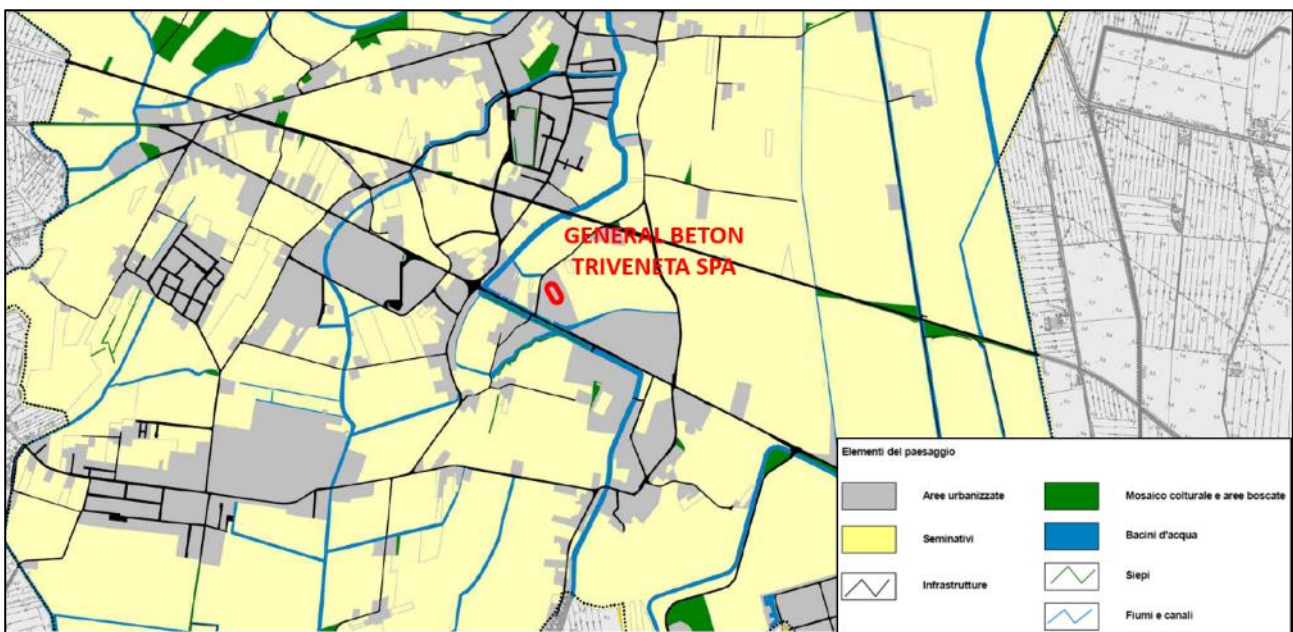 GENERAL BETON
TRIVENETA SPA
Elementi del paesaggio
Aree urbanizzate
Mosaico colturale e aree boscate
Seminativi
Bacini d'acqua
Infrastrutture
Siepi
Fiumi e canali